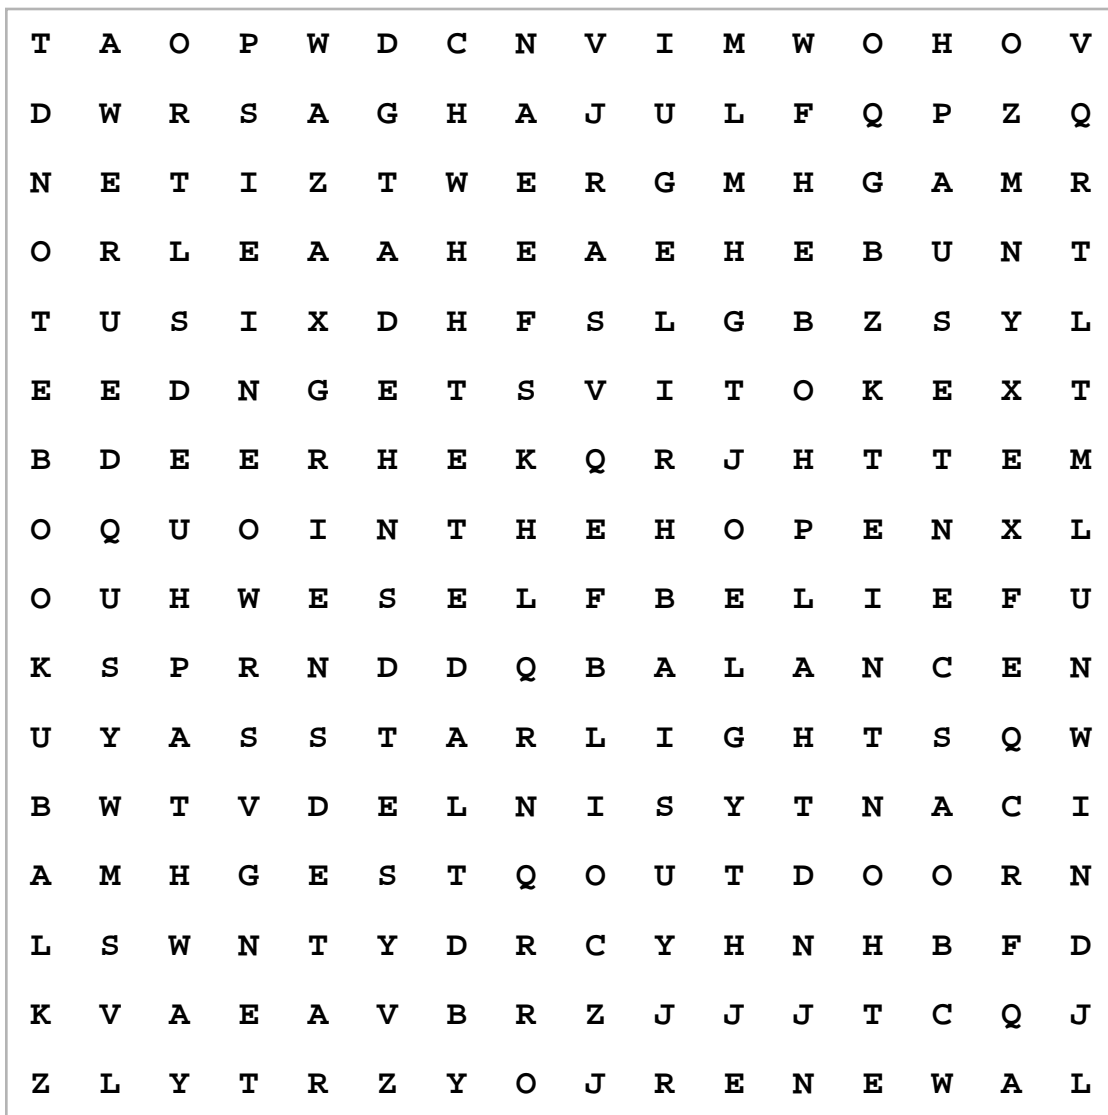 T A O P W D C N V I M W O H O V
D W R S A G H A J U L F Q P Z Q
N E T I Z T W E R G M H G A M R
O R L E A A H E A E H E B U N T
T U S I X D H F S L G B Z S Y L
E E D N G E T S V I T O K E X T
B D E E R H E K Q R J H T T E M
O Q U O I N T H E H O P E N X L
O U H W E S E L F B E L I E F U
K S P R N D D Q B A L A N C E N
U Y A S S T A R L I G H T S Q W
B W T V D E L N I S Y T N A C I
A M H G E S T Q O U T D O O R N
L S W N T Y D R C Y H N H B F D
K V A E A V B R Z J J J T C Q J
Z L Y T R Z Y O J R E N E W A L